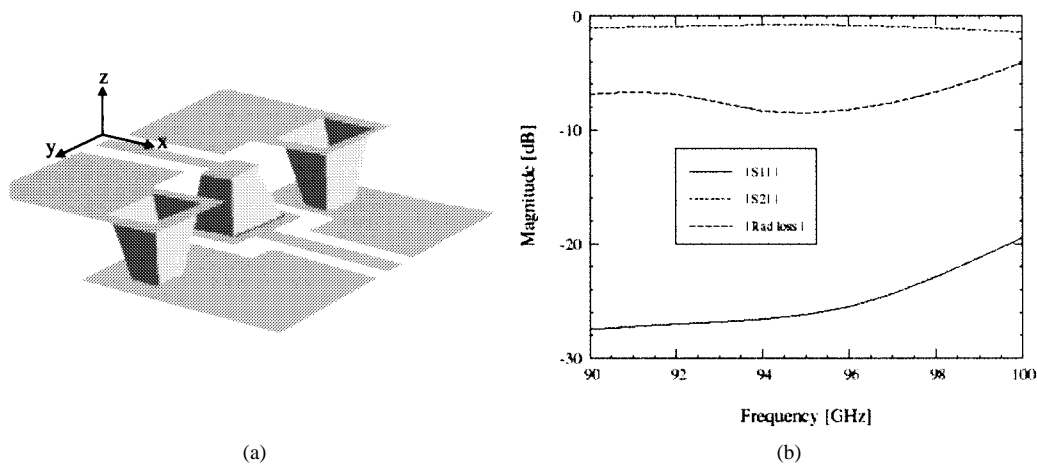 z
y
x
(a)
0
-10
-20
-30
Magnitude [dB]
|S11|
|S21|
|Rad loss|
90
92
94
96
98
100
Frequency [GHz]
(b)